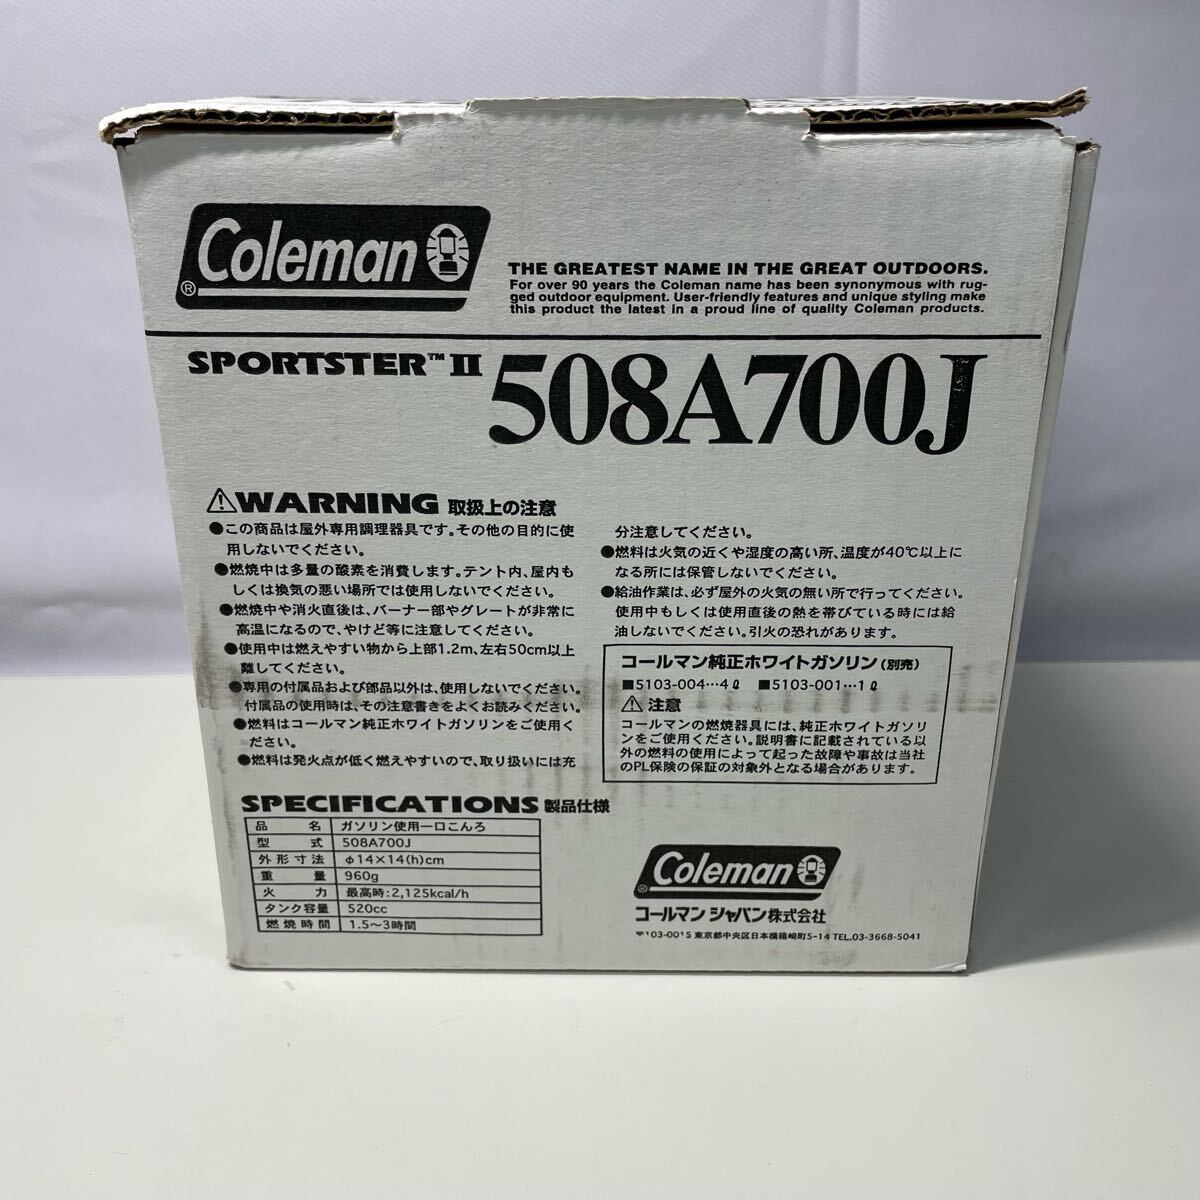 Coleman
®
THE GREATEST NAME IN THE GREAT OUTDOORS.
For over 90 years the Coleman name has been synonymous with rug-
ged outdoor equipment. User-friendly features and unique styling make
this product the latest in a proud line of quality Coleman products.
SPORTSTER™ II 508A700J
⚠WARNING 取扱上の注意
●この商品は屋外専用調理器具です。その他の目的に使
用しないでください。
●燃焼中は多量の酸素を消費します。テント内、屋内も
しくは換気の悪い場所では使用しないでください。
●燃焼中や消火直後は、バーナー部やグレートが非常に
高温になるので、やけど等に注意してください。
●使用中は燃えやすい物から上部1.2m、左右50cm以上
離してください。
●専用の付属品および部品以外は、使用しないでください。
付属品の使用時は、その注意書きをよくお読みください。
●燃料はコールマン純正ホワイトガソリンをご使用く
ださい。
●燃料は発火点が低く燃えやすいので、取り扱いには充
分注意してください。
●燃料は火気の近くや湿度の高い所、温度が40℃以上に
なる所には保管しないでください。
●給油作業は、必ず屋外の火気の無い所で行ってください。
使用中もしくは使用直後の熱を帯びている時には給
油しないでください。引火の恐れがあります。
コールマン純正ホワイトガソリン(別売)
■5103-004…4ℓ ■5103-001…1ℓ
⚠注意
コールマンの燃焼器具には、純正ホワイトガソリ
ンをご使用ください。説明書に記載されている以
外の燃料の使用によって起った故障や事故は当社
のPL保険の保証の対象外となる場合があります。
SPECIFICATIONS 製品仕様
品名 ガソリン使用一口こんろ
型式 508A700J
外形寸法 φ14×14(h)cm
重量 960g
火力 最高時:2,125kcal/h
タンク容量 520cc
燃焼時間 1.5〜3時間
Coleman
®
コールマン ジャパン株式会社
〒103-0015 東京都中央区日本橋箱崎町5-14 TEL.03-3668-5041